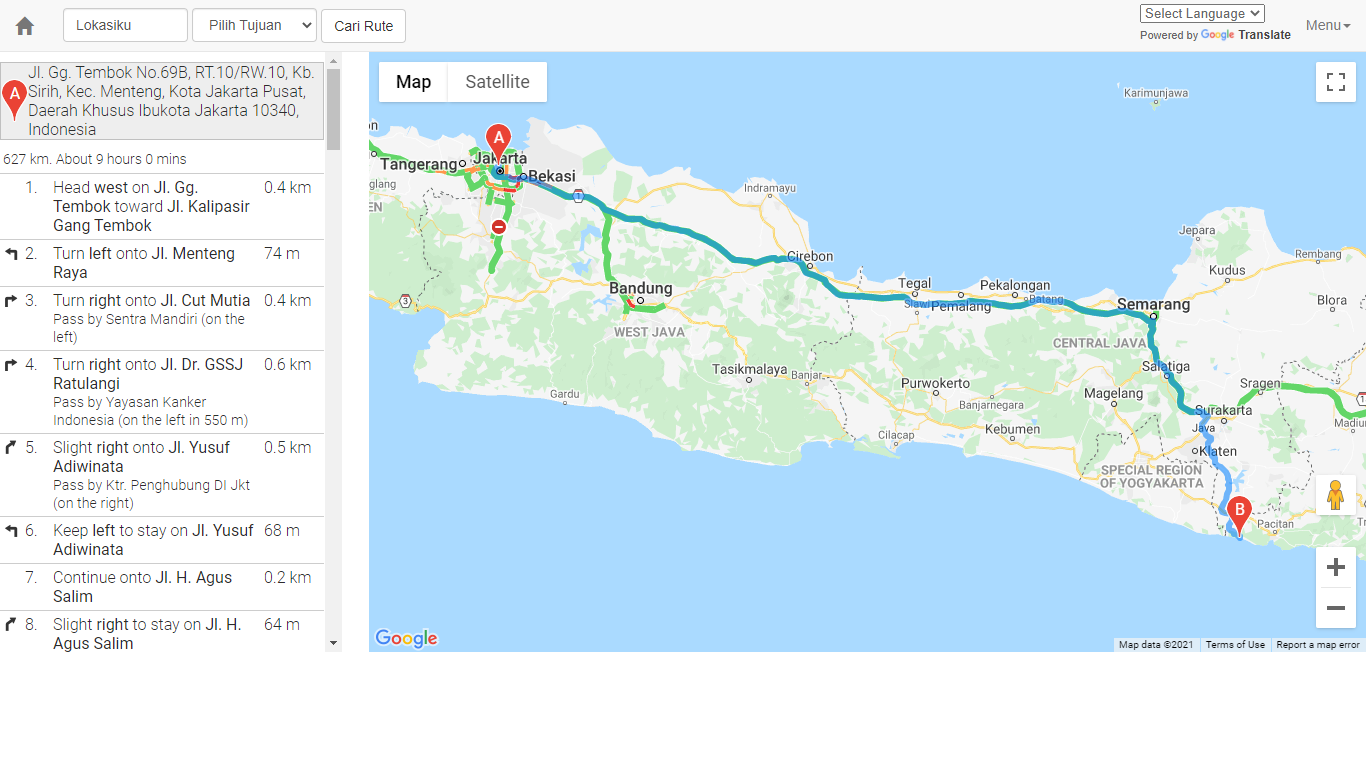 Lokasiku
Pilih Tujuan
Cari Rute
Select Language
Powered by Google Translate
Menu
A
Jl. Gg. Tembok No.69B, RT.10/RW.10, Kb.
Sirih, Kec. Menteng, Kota Jakarta Pusat,
Daerah Khusus Ibukota Jakarta 10340,
Indonesia
627 km. About 9 hours 0 mins
1. Head west on Jl. Gg. 0.4 km
Tembok toward Jl. Kalipasir
Gang Tembok
2. Turn left onto Jl. Menteng 74 m
Raya
3. Turn right onto Jl. Cut Mutia 0.4 km
Pass by Sentra Mandiri (on the
left)
4. Turn right onto Jl. Dr. GSSJ 0.6 km
Ratulangi
Pass by Yayasan Kanker
Indonesia (on the left in 550 m)
5. Slight right onto Jl. Yusuf 0.5 km
Adiwinata
Pass by Ktr. Penghubung DI Jkt
(on the right)
6. Keep left to stay on Jl. Yusuf 68 m
Adiwinata
7. Continue onto Jl. H. Agus 0.2 km
Salim
8. Slight right to stay on Jl. H. 64 m
Agus Salim
Map
Satellite
Karimunjawa
on
A
Jakarta
Tangerang
Bekasi
glang
EN
1
Indramayu
Cirebon
3
Bandung
WEST JAVA
Tegal
Slawi
Pemalang
Pekalongan
Batang
Jepara
Kudus
Rembang
Blora
Semarang
CENTRAL JAVA
Salatiga
Tasikmalaya
Banjar
Gardu
Purwokerto
Banjarnegara
Magelang
Kebumen
Cilacap
Sragen
1
Surakarta
Java
Madiu
Klaten
SPECIAL REGION
OF YOGYAKARTA
B
Pacitan
Tr
Google
Map data ©2021
Terms of Use
Report a map error